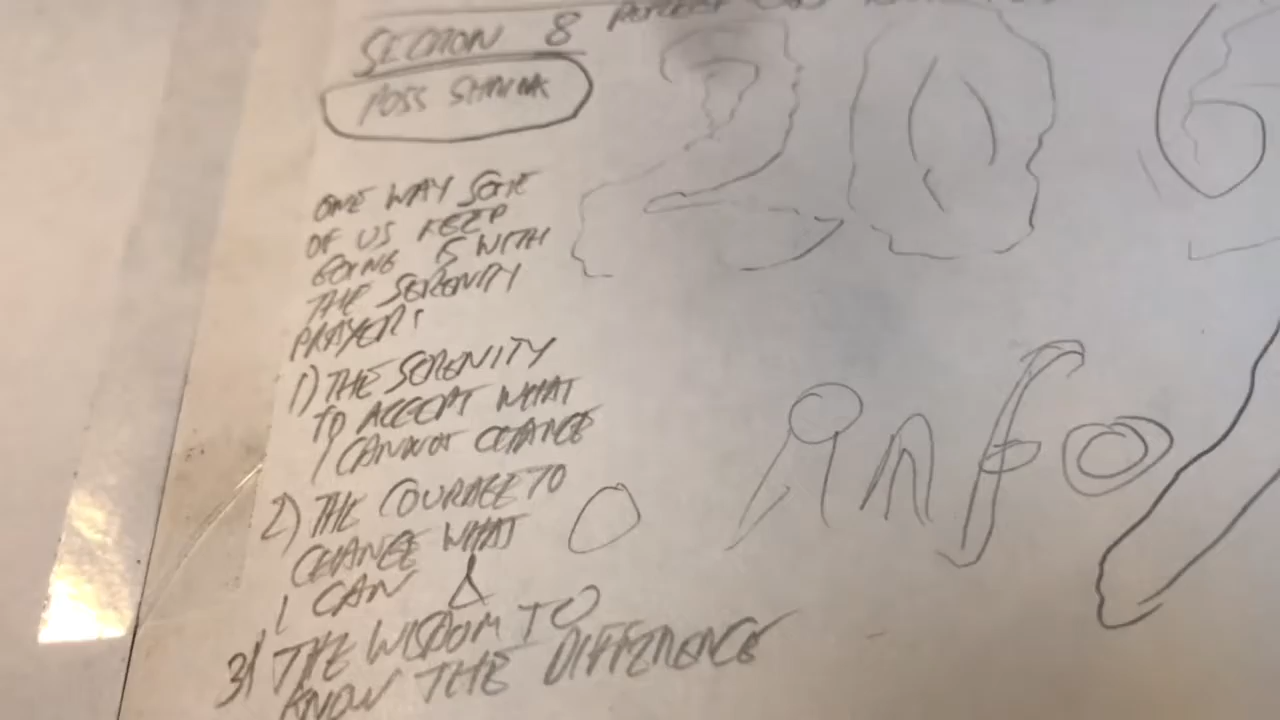 SECTION 8
POSS
ONE WAY SOME
OF US KEEP
GOING IS WITH
THE SERENITY
PRAYER:
1) THE SERENITY
TO ACCEPT WHAT
I CANNOT CHANGE
2) THE COURAGE TO
CHANGE WHAT
I CAN
3) THE WISDOM TO
KNOW THE DIFFERENCE
206
info